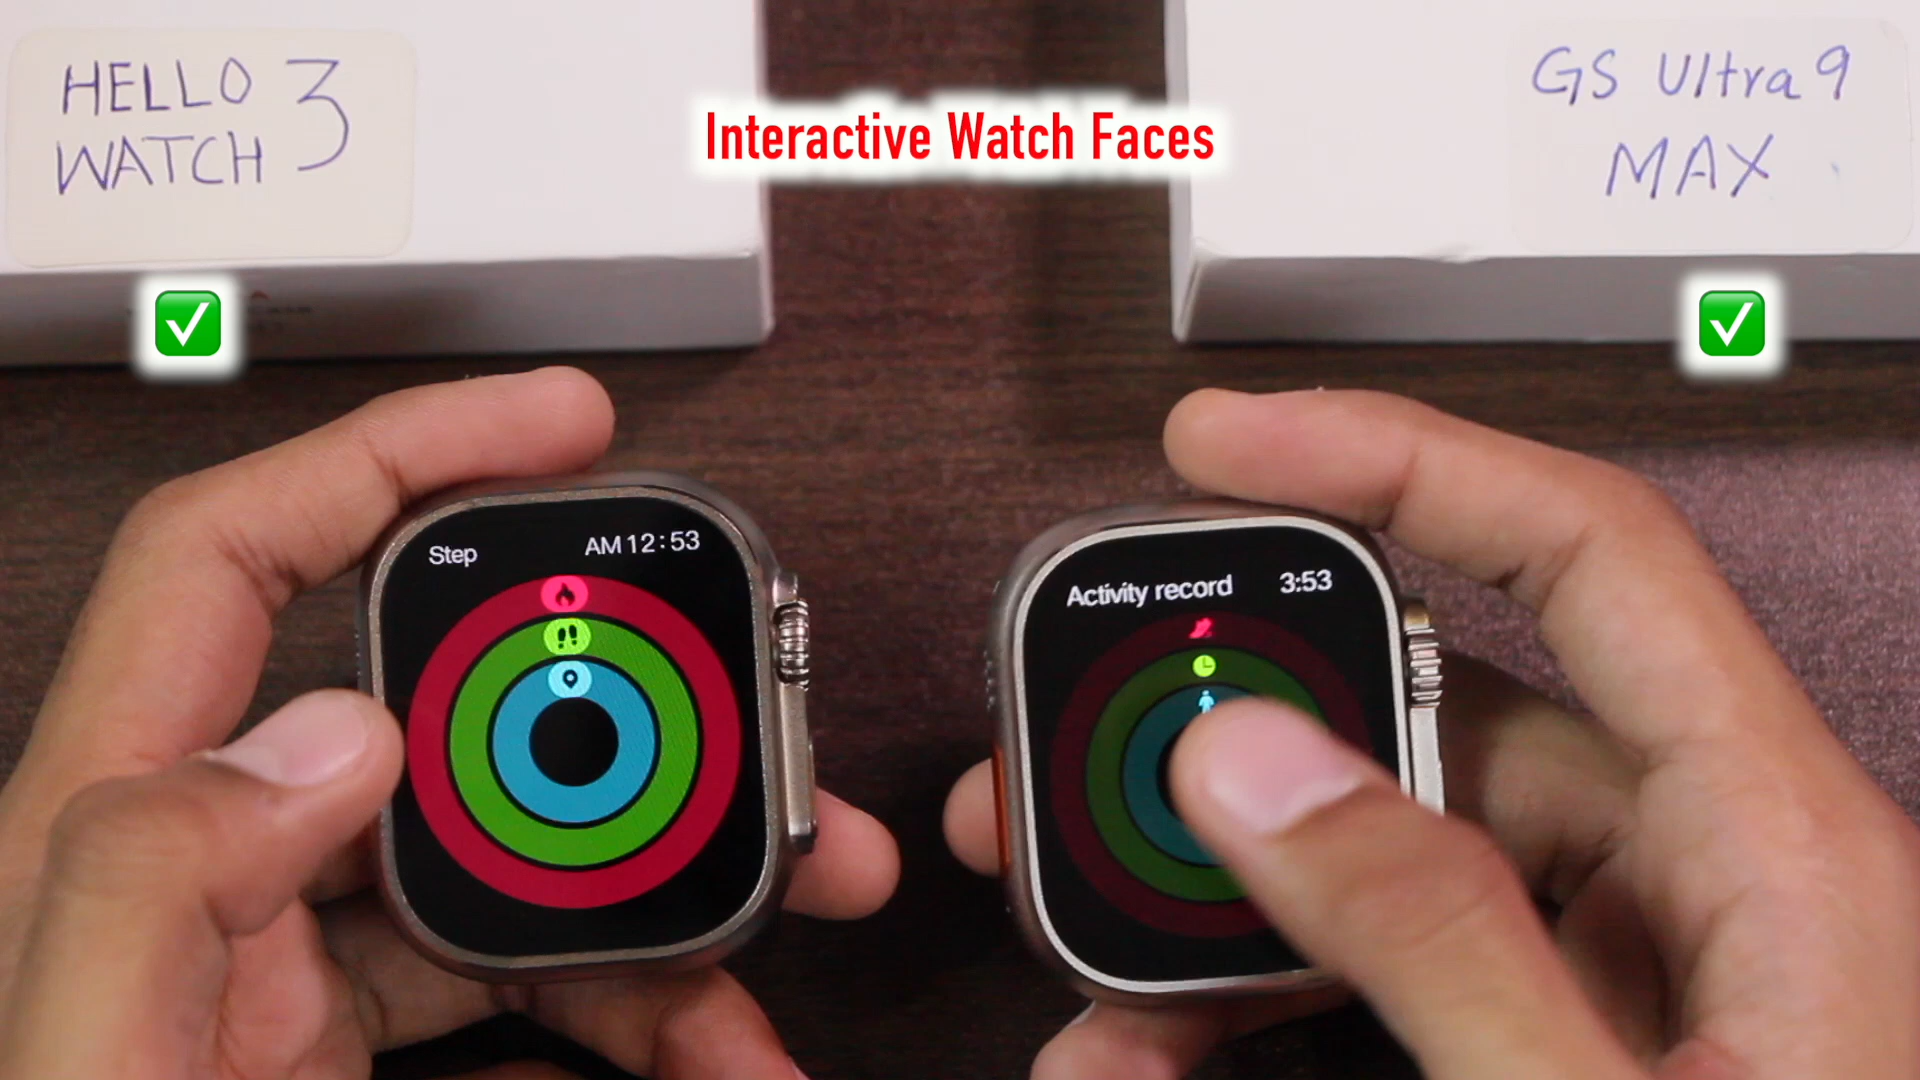 HELLO 3
WATCH
Interactive Watch Faces
GS Ultra 9
MAX
Step
AM 12:53
Activity record
3:53